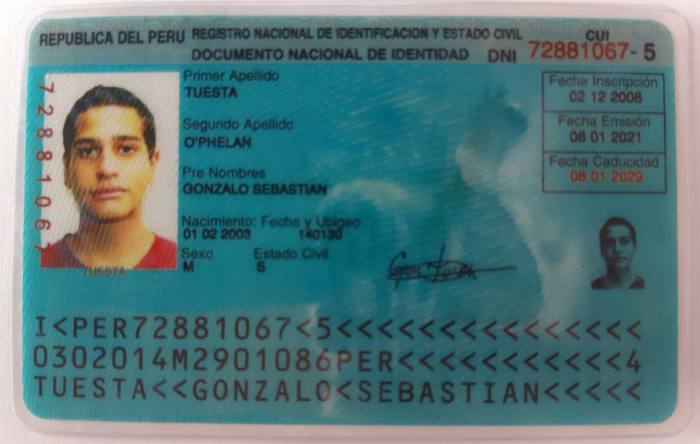 REPUBLICA DEL PERU REGISTRO NACIONAL DE IDENTIFICACION Y ESTADO CIVIL
DOCUMENTO NACIONAL DE IDENTIDAD DNI
CUI
72881067-5
72881067
Primer Apellido
TUESTA
Segundo Apellido
O'PHELAN
Pre Nombres
GONZALO SEBASTIAN
Nacimiento: Fecha y Ubigeo
01 02 2003 140130
Sexo Estado Civil
M S
Fecha Inscripción
02 12 2008
Fecha Emisión
08 01 2021
Fecha Caducidad
08 01 2029
TUESTA
I<PER72881067<5<<<<<<<<<<<<<<<
0302014M2901086PER<<<<<<<<<<<4
TUESTA<<GONZALO<SEBASTIAN<<<<<